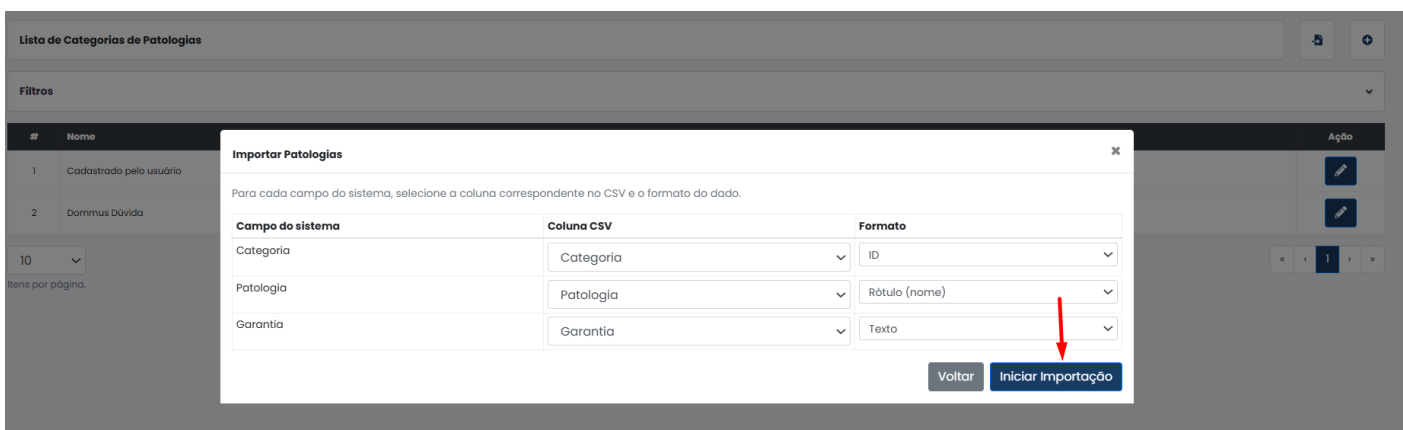 Lista de Categorias de Patologias
Filtros
# Nome Ação
1 Cadastrado pelo usuário
2 Dommus Dúvida
10
Itens por página.
« ‹ 1 › »
Importar Patologias ×
Para cada campo do sistema, selecione a coluna correspondente no CSV e o formato do dado.
Campo do sistema Coluna CSV Formato
Categoria Categoria ID
Patologia Patologia Rótulo (nome)
Garantia Garantia Texto
Voltar Iniciar Importação